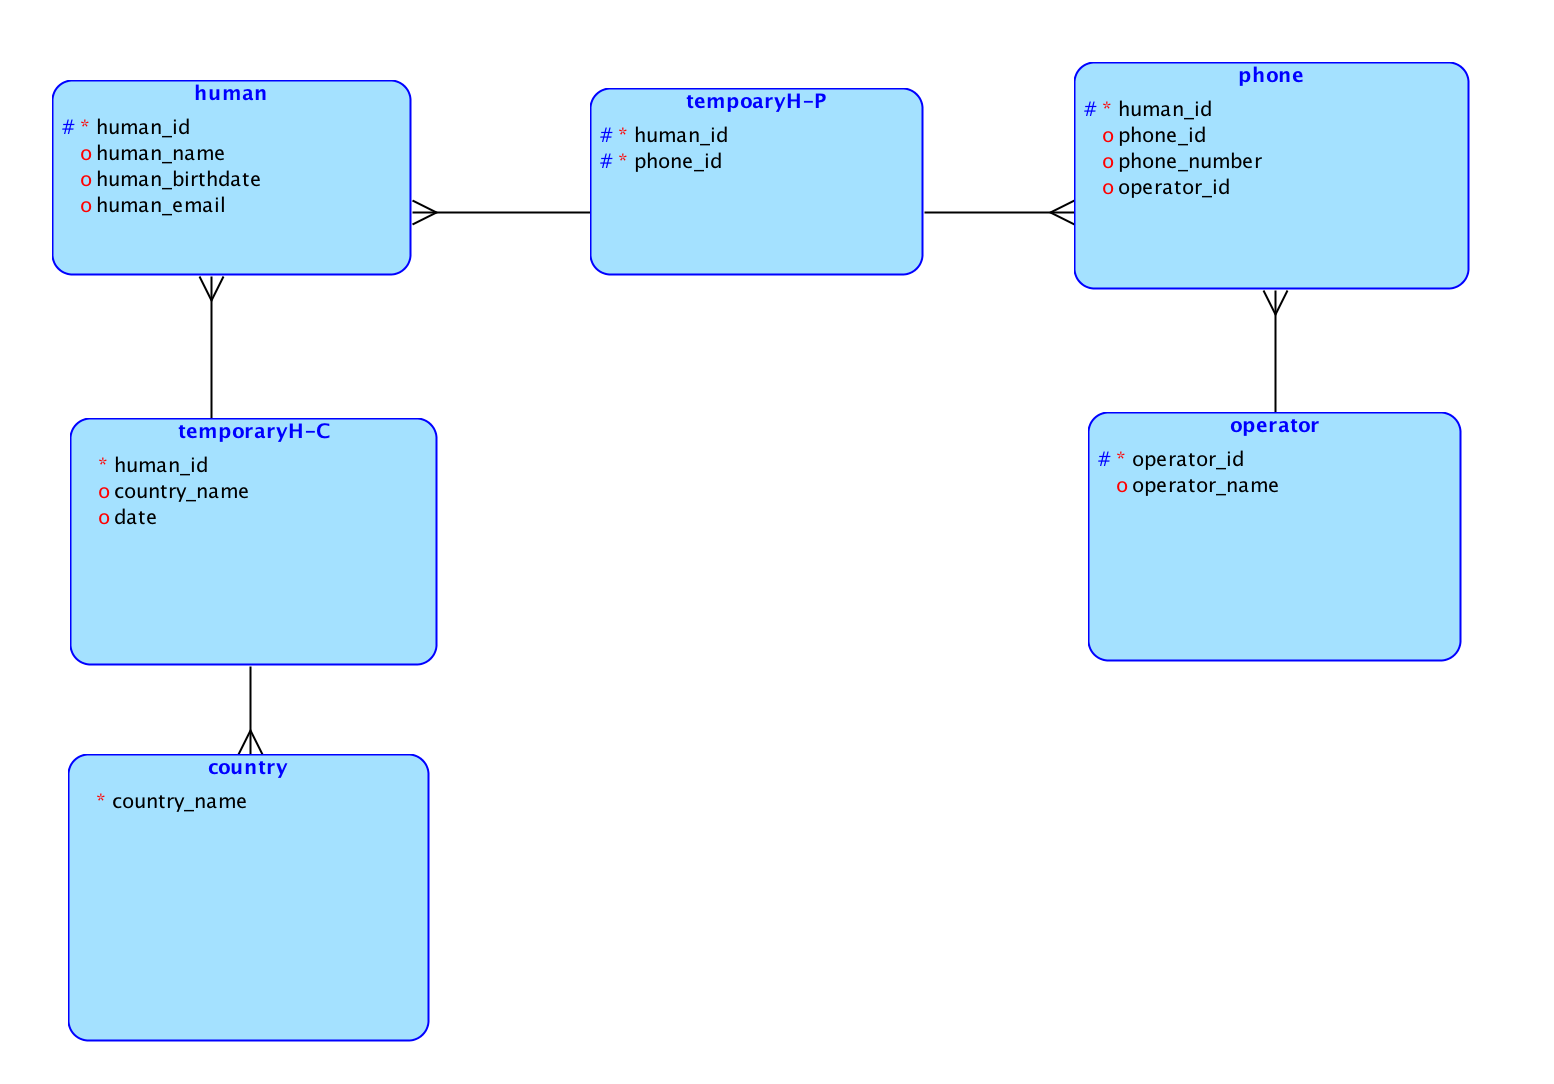 human
# * human_id
o human_name
o human_birthdate
o human_email
tempoaryH-P
# * human_id
# * phone_id
phone
# * human_id
o phone_id
o phone_number
o operator_id
temporaryH-C
* human_id
o country_name
o date
operator
# * operator_id
o operator_name
country
* country_name